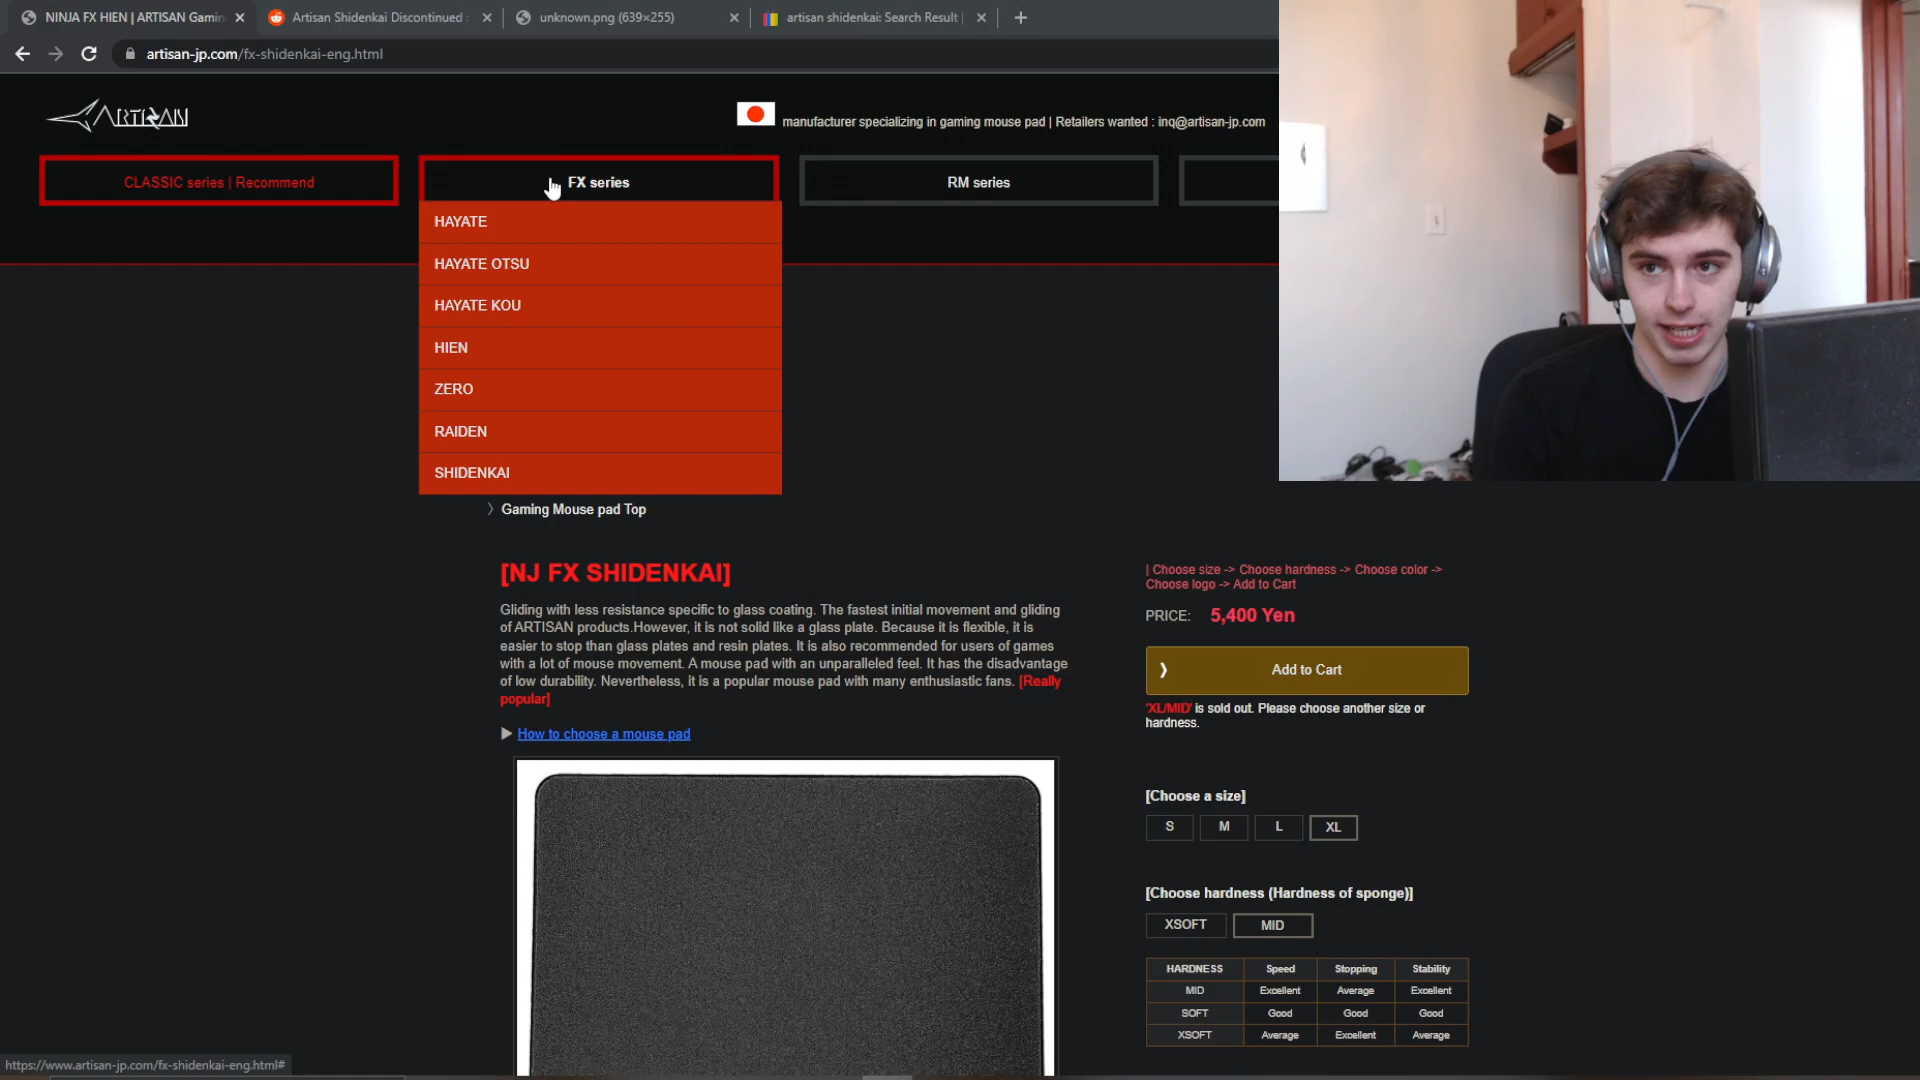 NINJA FX HIEN | ARTISAN Gamin
Artisan Shidenkai Discontinued
unknown.png (639×255)
artisan shidenkai: Search Result
artisan-jp.com/fx-shidenkai-eng.html
ARTISAN
manufacturer specializing in gaming mouse pad | Retailers wanted : inq@artisan-jp.com
CLASSIC series | Recommend
FX series
RM series
HAYATE
HAYATE OTSU
HAYATE KOU
HIEN
ZERO
RAIDEN
SHIDENKAI
Gaming Mouse pad Top
[NJ FX SHIDENKAI]
Gliding with less resistance specific to glass coating. The fastest initial movement and gliding
of ARTISAN products.However, it is not solid like a glass plate. Because it is flexible, it is
easier to stop than glass plates and resin plates. It is also recommended for users of games
with a lot of mouse movement. A mouse pad with an unparalleled feel. It has the disadvantage
of low durability. Nevertheless, it is a popular mouse pad with many enthusiastic fans. [Really
popular]
How to choose a mouse pad
| Choose size -> Choose hardness -> Choose color ->
Choose logo -> Add to Cart
PRICE: 5,400 Yen
Add to Cart
'XL/MID' is sold out. Please choose another size or
hardness.
[Choose a size]
S M L XL
[Choose hardness (Hardness of sponge)]
XSOFT MID
HARDNESS Speed Stopping Stability
MID Excellent Average Excellent
SOFT Good Good Good
XSOFT Average Excellent Average
https://www.artisan-jp.com/fx-shidenkai-eng.html#